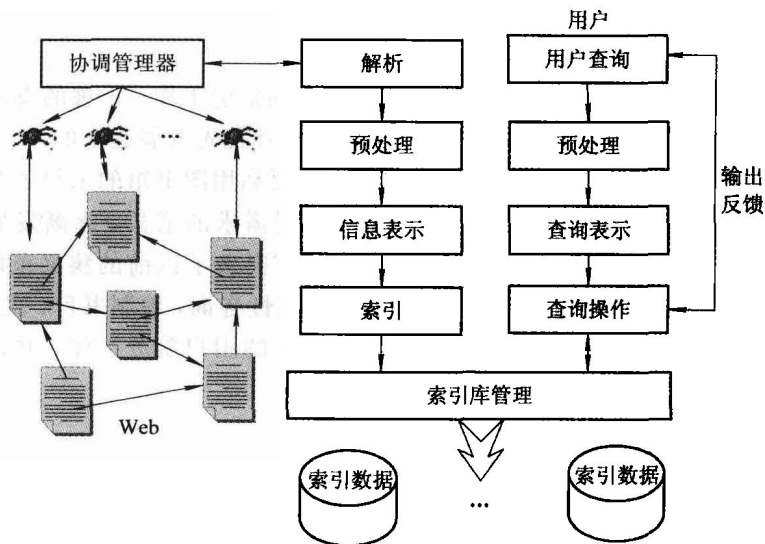 用户
协调管理器
解析
用户查询
...
预处理
预处理
输出
反馈
信息表示
查询表示
索引
查询操作
Web
索引库管理
索引数据
...
索引数据